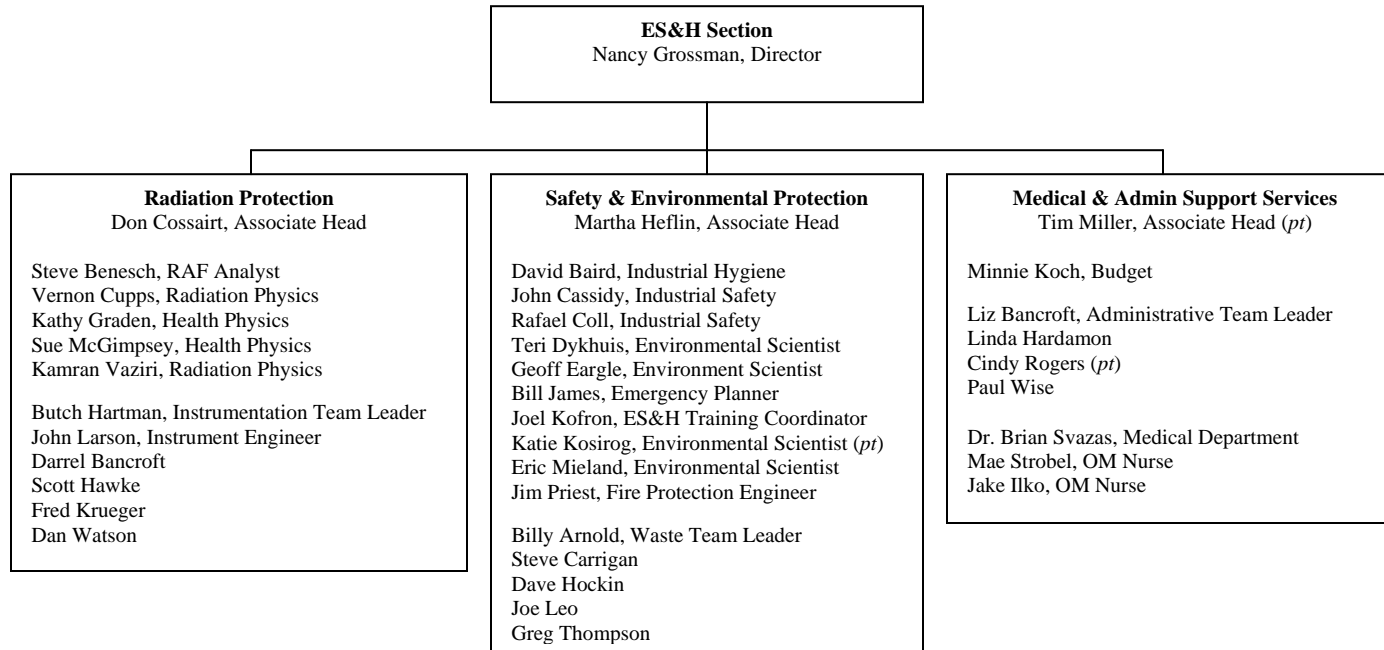 ES&H Section
Nancy Grossman, Director
Radiation Protection
Don Cossairt, Associate Head
Steve Benesch, RAF Analyst
Vernon Cupps, Radiation Physics
Kathy Graden, Health Physics
Sue McGimpsey, Health Physics
Kamran Vaziri, Radiation Physics
Butch Hartman, Instrumentation Team Leader
John Larson, Instrument Engineer
Darrel Bancroft
Scott Hawke
Fred Krueger
Dan Watson
Safety & Environmental Protection
Martha Heflin, Associate Head
David Baird, Industrial Hygiene
John Cassidy, Industrial Safety
Rafael Coll, Industrial Safety
Teri Dykhuis, Environmental Scientist
Geoff Eargle, Environment Scientist
Bill James, Emergency Planner
Joel Kofron, ES&H Training Coordinator
Katie Kosirog, Environmental Scientist (pt)
Eric Mieland, Environmental Scientist
Jim Priest, Fire Protection Engineer
Billy Arnold, Waste Team Leader
Steve Carrigan
Dave Hockin
Joe Leo
Greg Thompson
Medical & Admin Support Services
Tim Miller, Associate Head (pt)
Minnie Koch, Budget
Liz Bancroft, Administrative Team Leader
Linda Hardamon
Cindy Rogers (pt)
Paul Wise
Dr. Brian Svazas, Medical Department
Mae Strobel, OM Nurse
Jake Ilko, OM Nurse